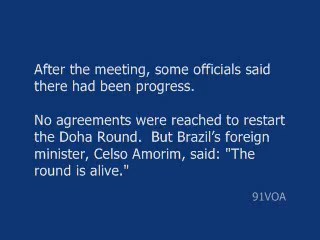 After the meeting, some officials said
there had been progress.
No agreements were reached to restart
the Doha Round.  But Brazil's foreign
minister, Celso Amorim, said: "The
round is alive."
91VOA